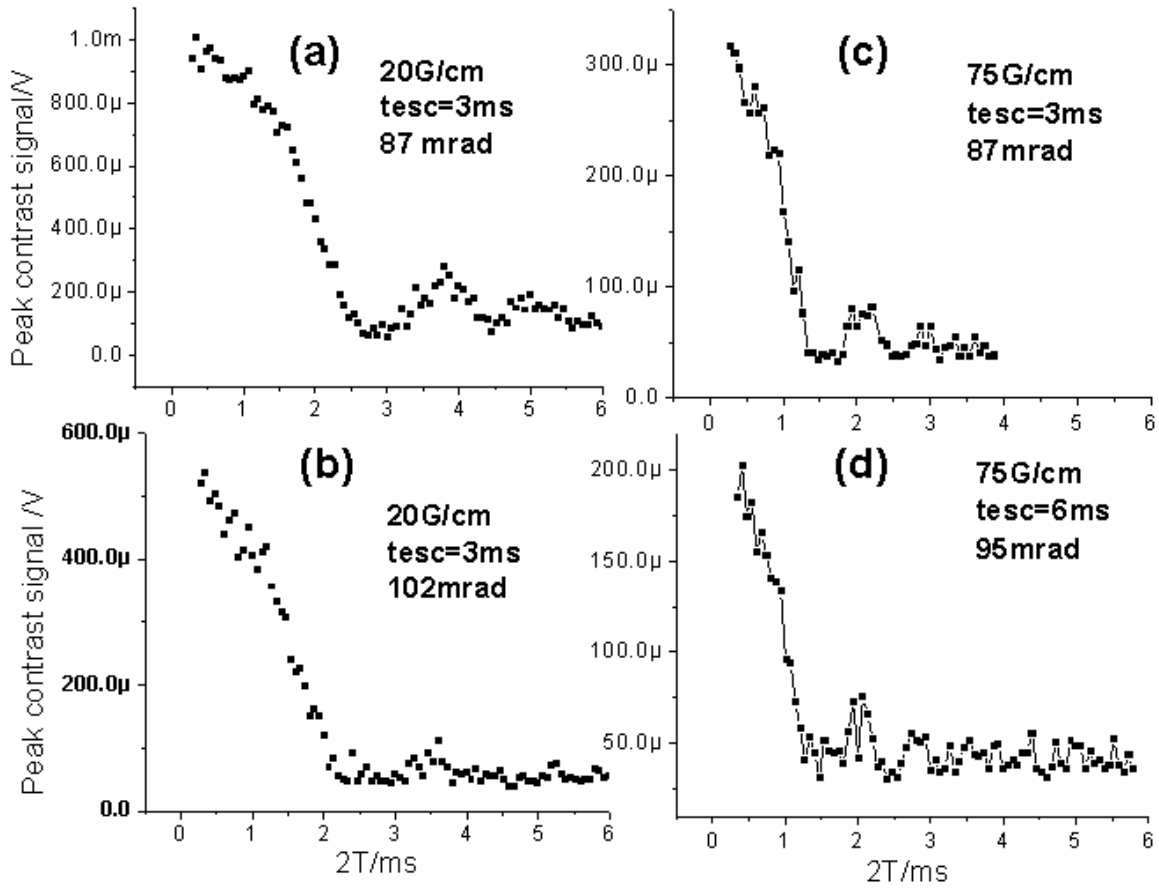 (a)
20G/cm
tesc=3ms
87 mrad
Peak contrast signal/V
1.0m
800.0µ
600.0µ
400.0µ
200.0µ
0.0
0 1 2 3 4 5 6
(c)
75G/cm
tesc=3ms
87mrad
300.0µ
200.0µ
100.0µ
0.0
0 1 2 3 4 5 6
(b)
20G/cm
tesc=3ms
102mrad
Peak contrast signal /V
600.0µ
400.0µ
200.0µ
0.0
0 1 2 3 4 5 6
2T/ms
(d)
75G/cm
tesc=6ms
95mrad
200.0µ
150.0µ
100.0µ
50.0µ
0 1 2 3 4 5 6
2T/ms